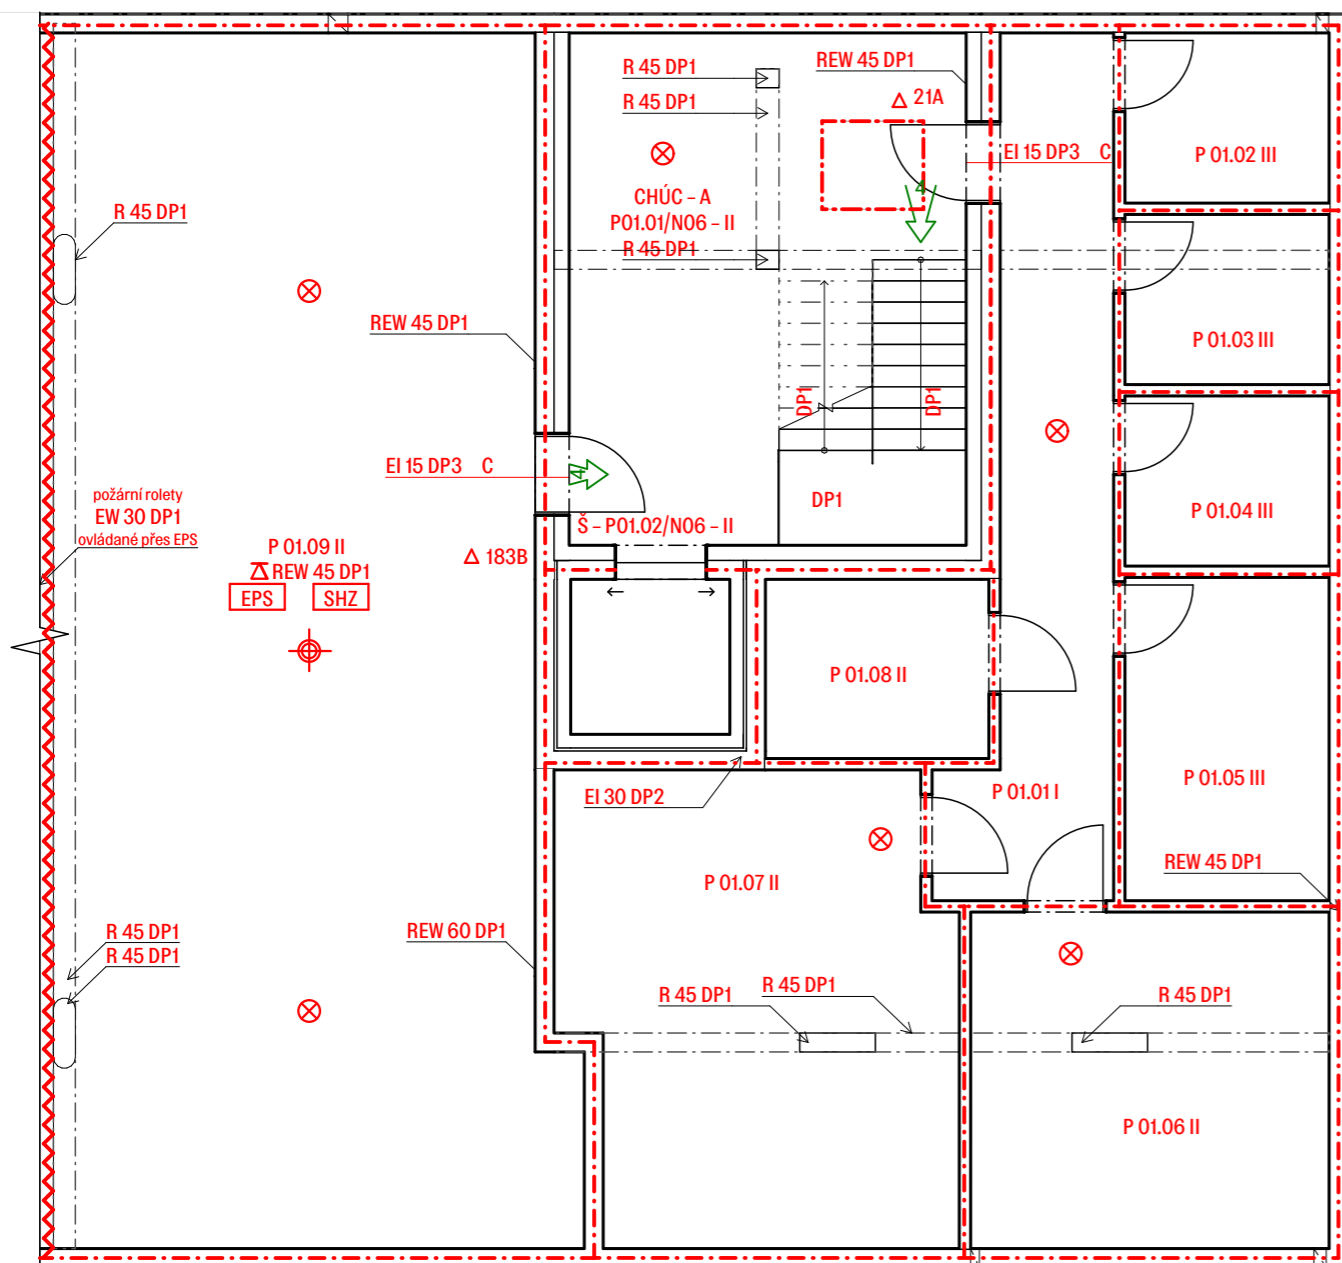 R 45 DP1
REW 45 DP1
21A
R 45 DP1
EI 15 DP3 C
P 01.02 III
4
CHÚC – A
P01.01/N06 – II
R 45 DP1
R 45 DP1
REW 45 DP1
P 01.03 III
DP1
DP1
EI 15 DP3 C
4
DP1
požární rolety
EW 30 DP1
ovládané přes EPS
P 01.04 III
Š – P01.02/N06 – II
P 01.09 II
REW 45 DP1
EPS
SHZ
183B
P 01.08 II
P 01.05 III
P 01.01 I
EI 30 DP2
P 01.07 II
REW 45 DP1
R 45 DP1
R 45 DP1
REW 60 DP1
R 45 DP1
R 45 DP1
R 45 DP1
P 01.06 II